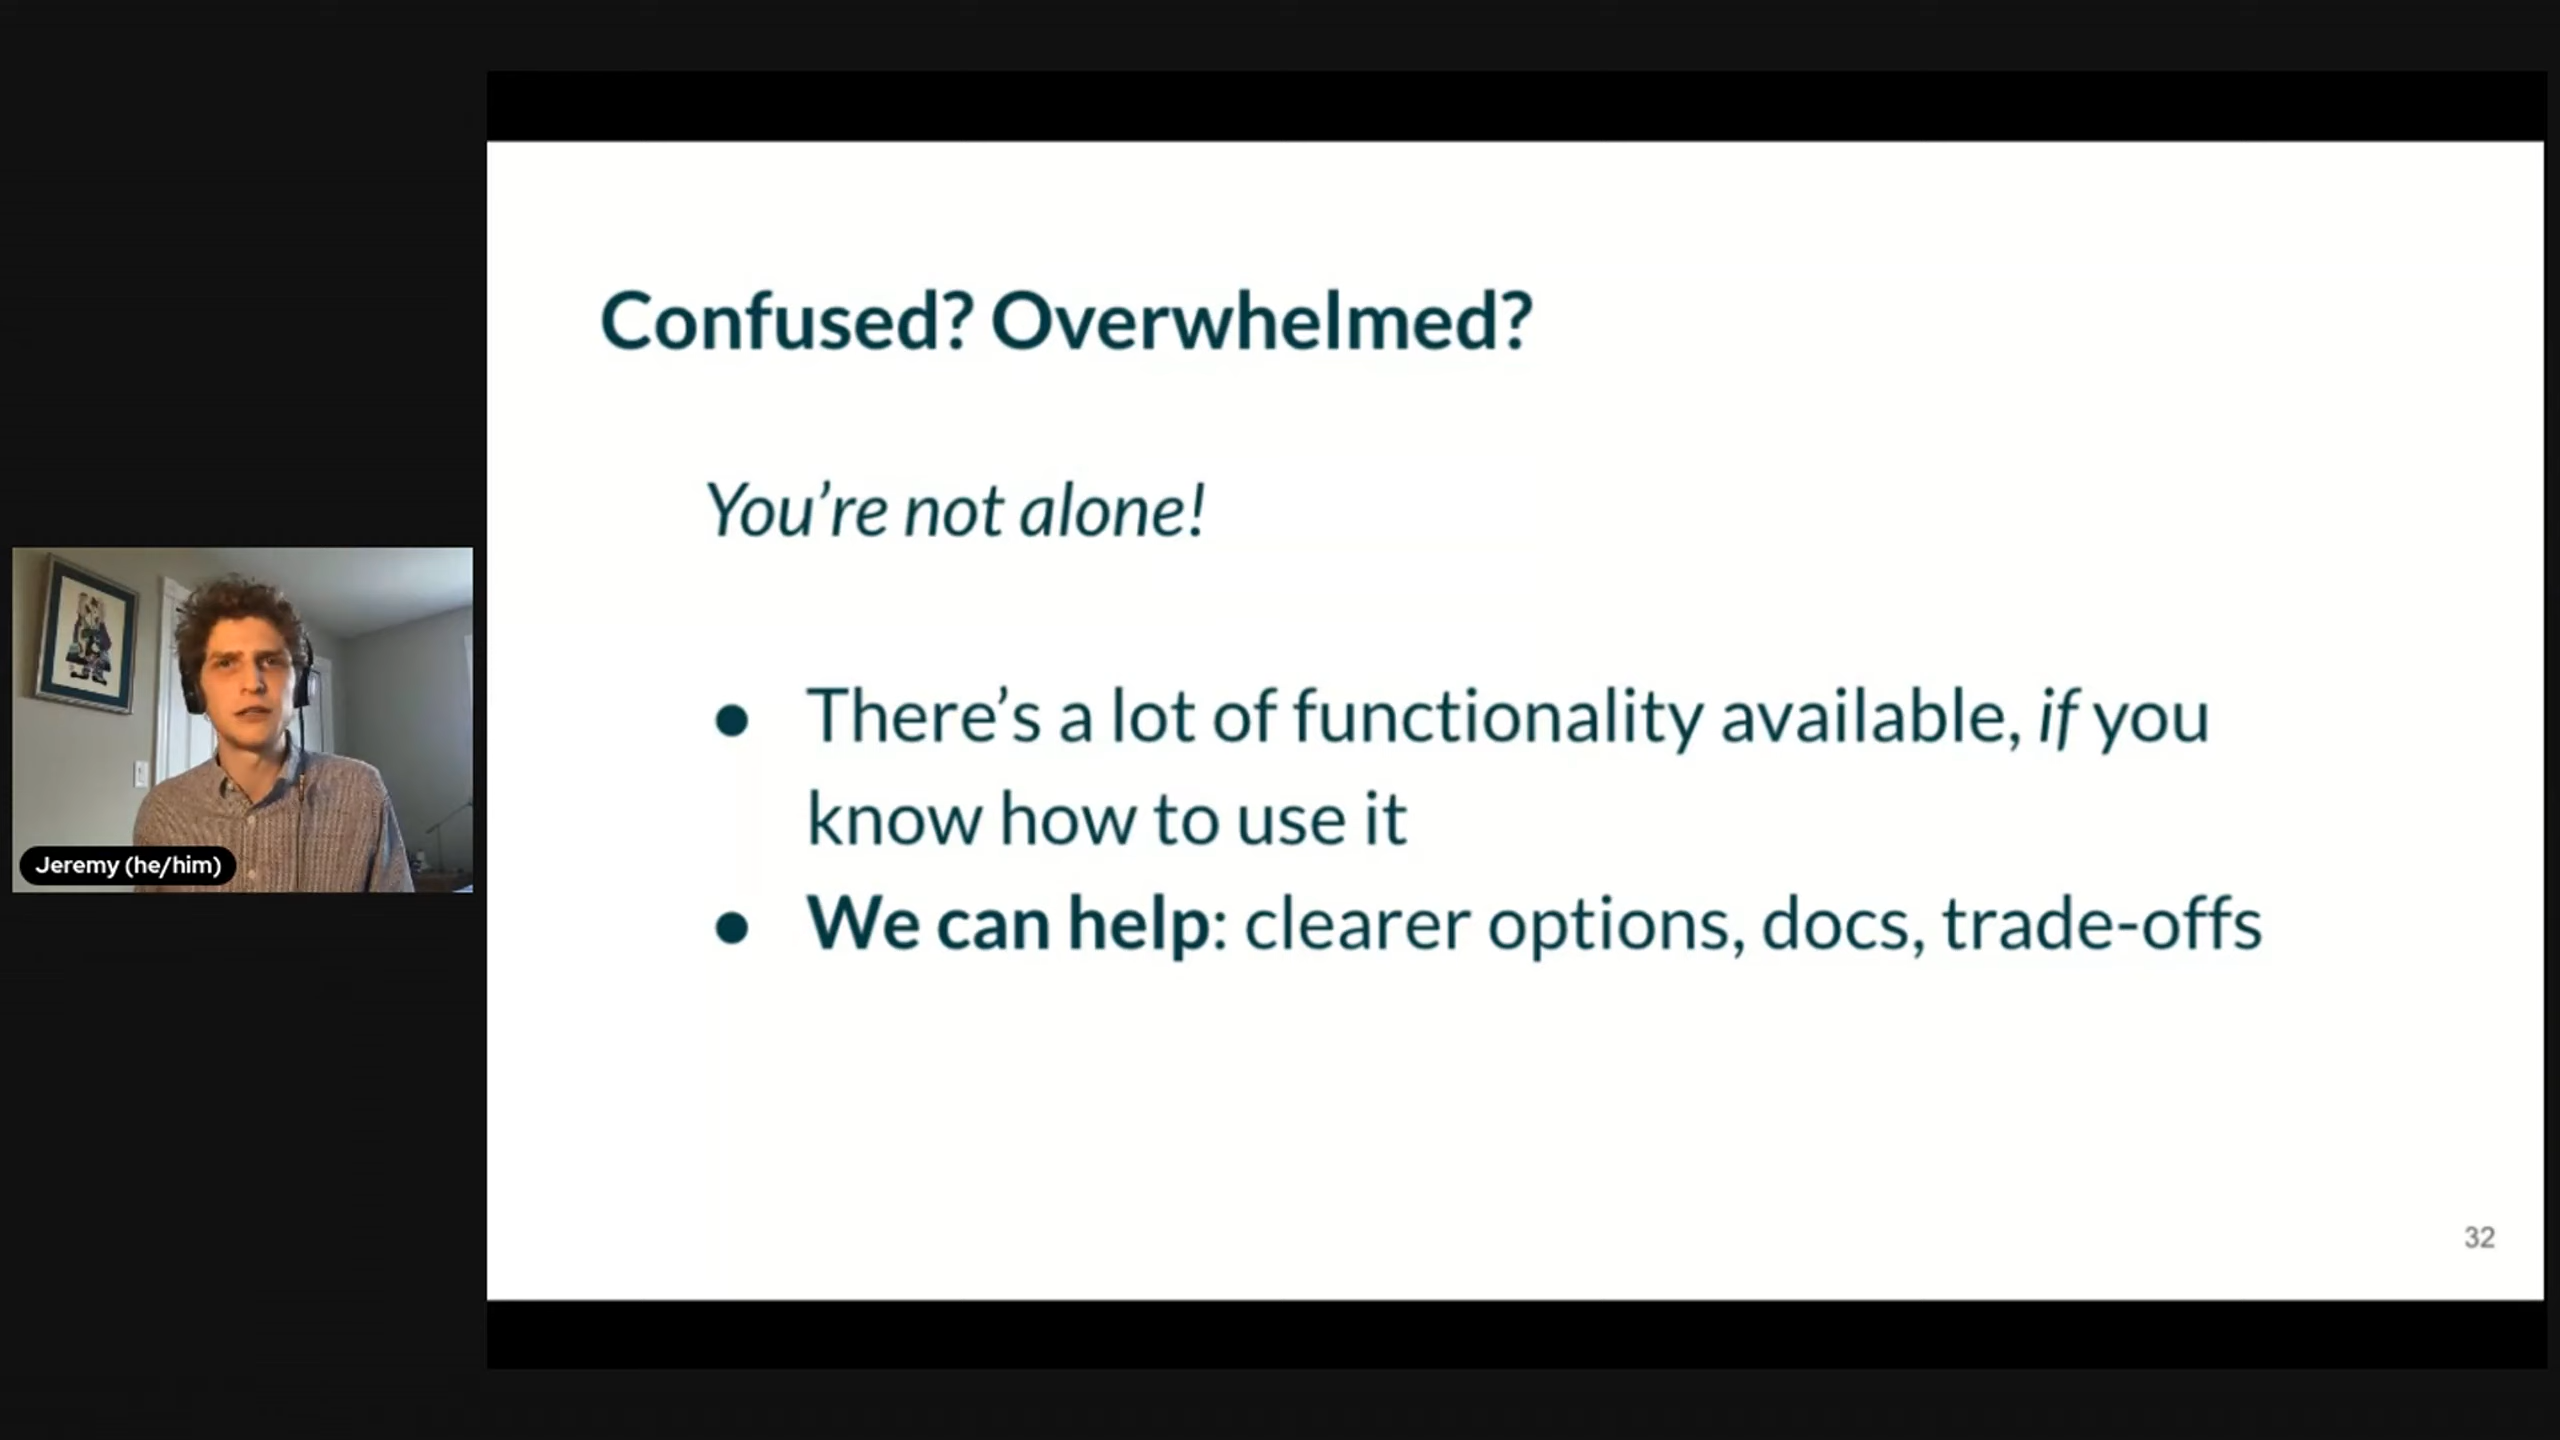 Confused? Overwhelmed?
You’re not alone!
● There’s a lot of functionality available, if you
know how to use it
● We can help: clearer options, docs, trade-offs
Jeremy (he/him)
32